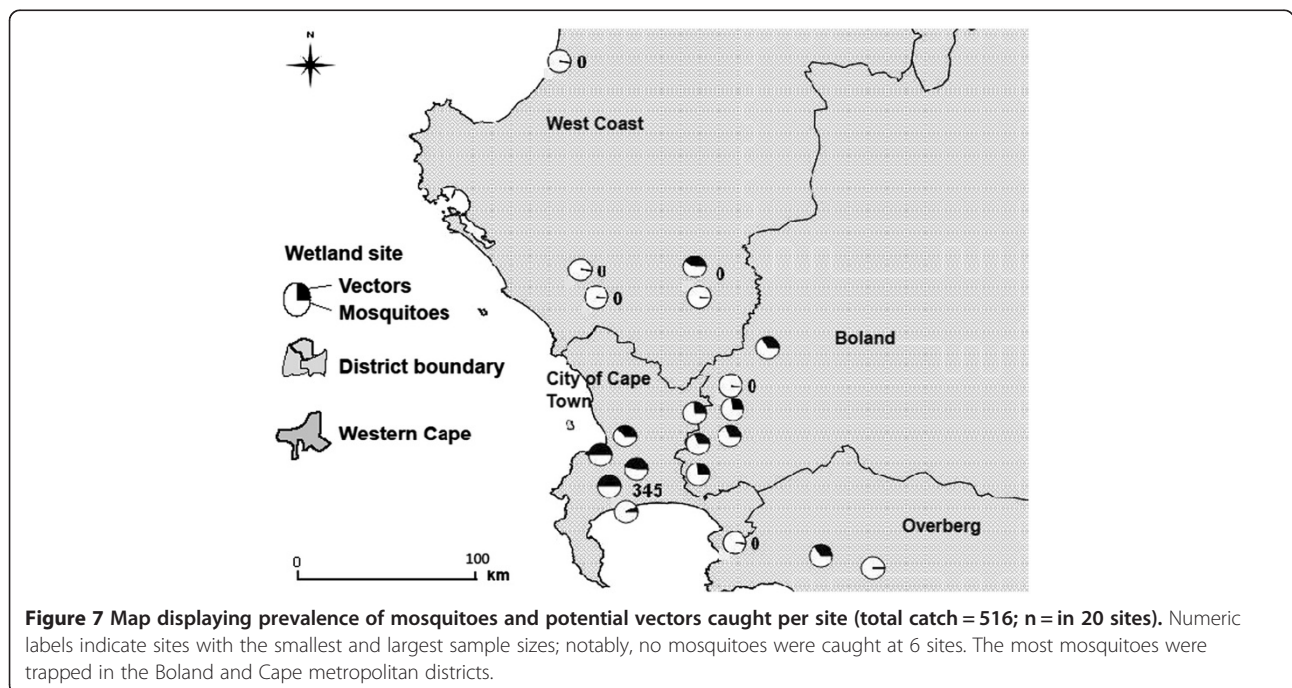 N
0
West Coast
Wetland site
Vectors
Mosquitoes
District boundary
Western Cape
0
0
0
Boland
City of Cape
Town
0
345
Overberg
0
0
100
KM
Figure 7 Map displaying prevalence of mosquitoes and potential vectors caught per site (total catch = 516; n = in 20 sites). Numeric
labels indicate sites with the smallest and largest sample sizes; notably, no mosquitoes were caught at 6 sites. The most mosquitoes were
trapped in the Boland and Cape metropolitan districts.